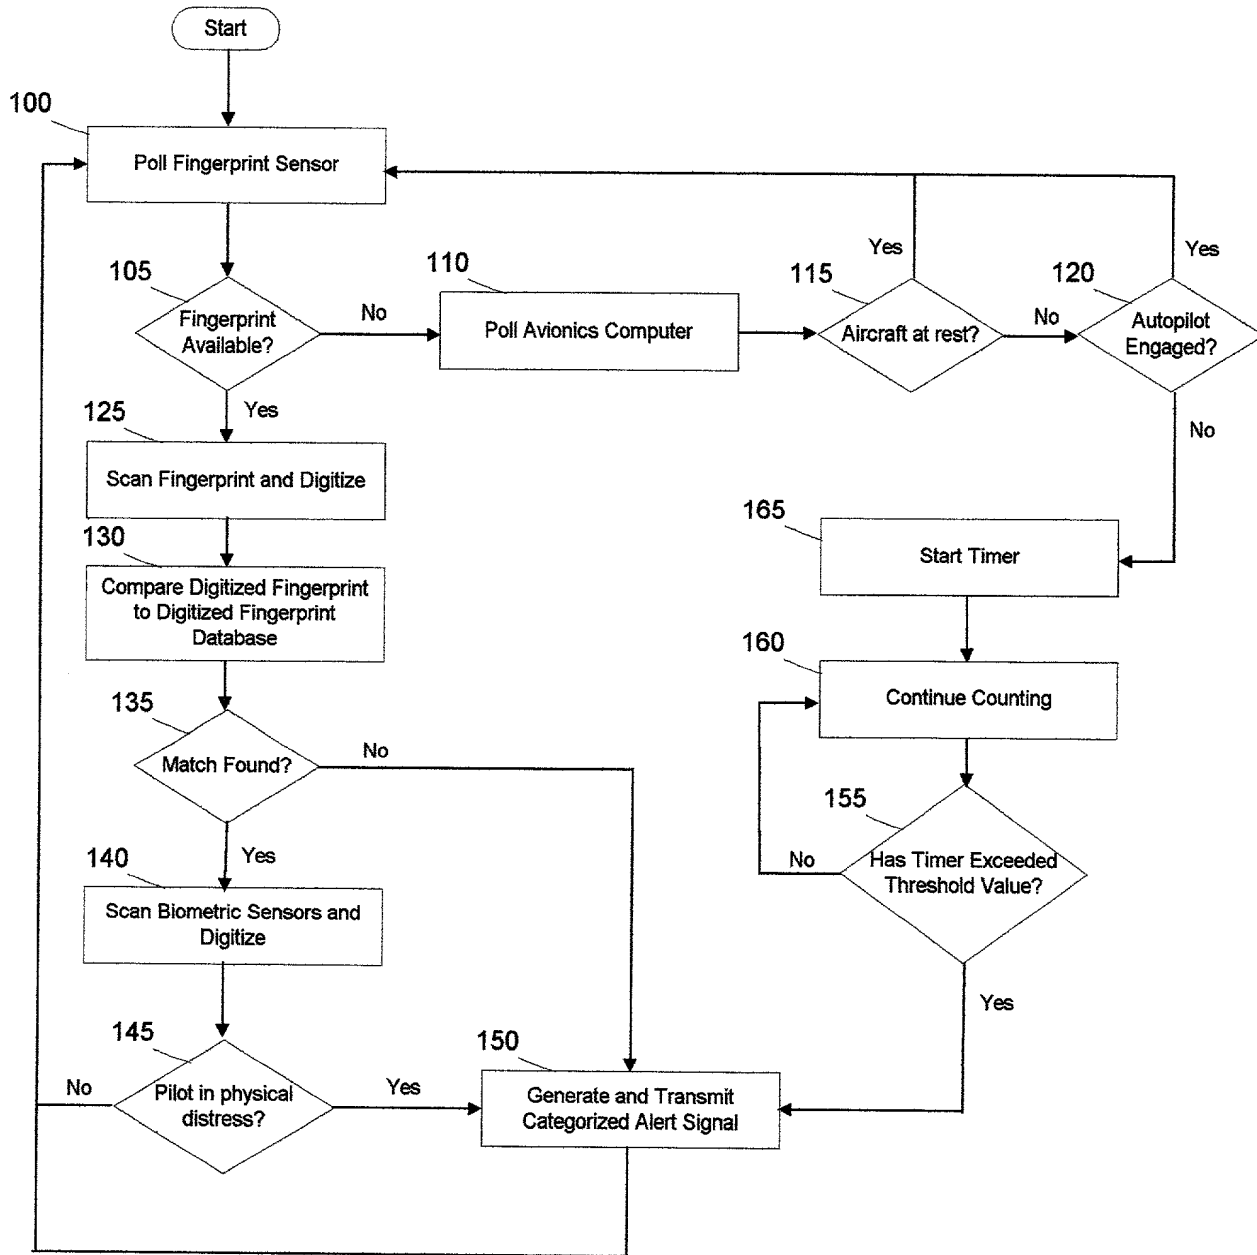 Start
100
Poll Fingerprint Sensor
105
Fingerprint
Available?
No
110
Poll Avionics Computer
115
Aircraft at rest?
Yes
No
120
Autopilot
Engaged?
Yes
No
Yes
125
Scan Fingerprint and Digitize
130
Compare Digitized Fingerprint
to Digitized Fingerprint
Database
135
Match Found?
No
Yes
140
Scan Biometric Sensors and
Digitize
145
Pilot in physical
distress?
No
Yes
150
Generate and Transmit
Categorized Alert Signal
165
Start Timer
160
Continue Counting
155
Has Timer Exceeded
Threshold Value?
No
Yes